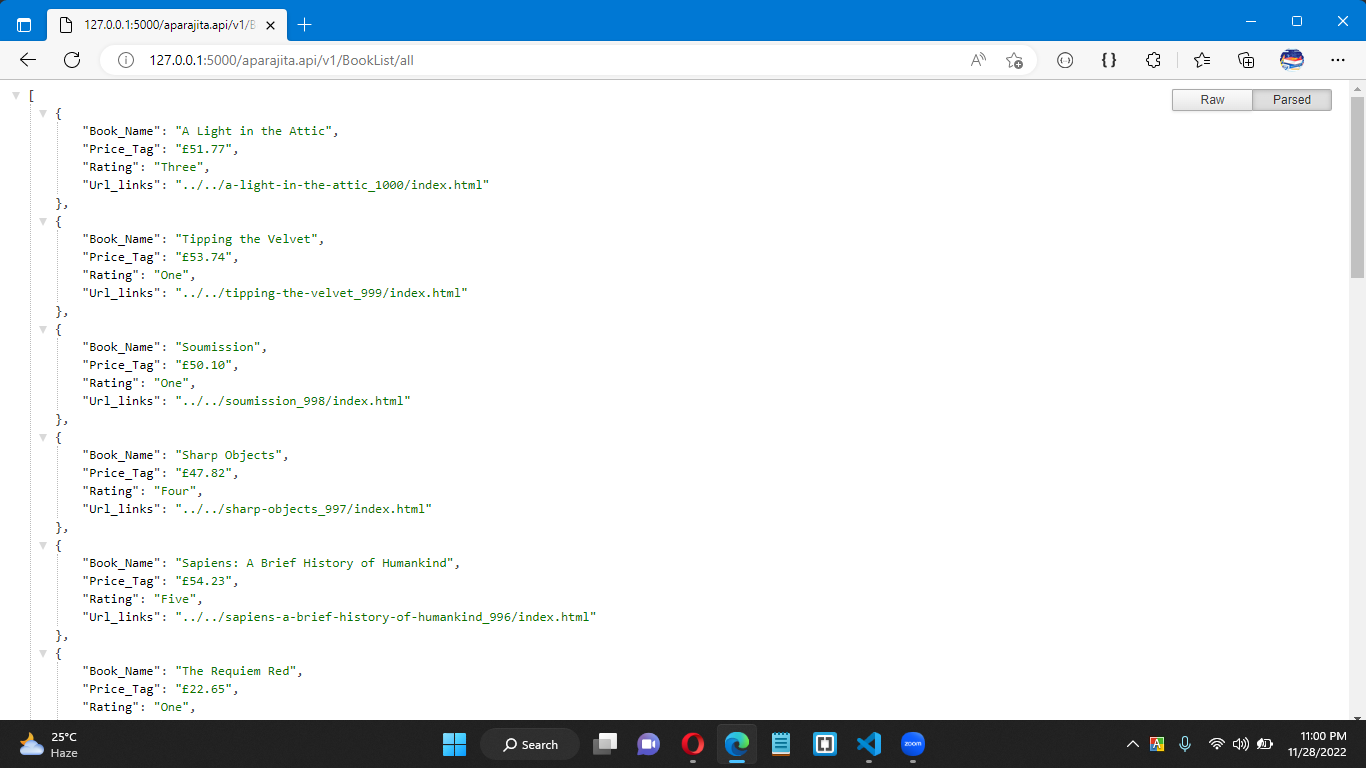 127.0.0.1:5000/aparajita.api/v1/B
127.0.0.1:5000/aparajita.api/v1/BookList/all
Raw
Parsed
[
{
"Book_Name": "A Light in the Attic",
"Price_Tag": "£51.77",
"Rating": "Three",
"Url_links": "../../a-light-in-the-attic_1000/index.html"
},
{
"Book_Name": "Tipping the Velvet",
"Price_Tag": "£53.74",
"Rating": "One",
"Url_links": "../../tipping-the-velvet_999/index.html"
},
{
"Book_Name": "Soumission",
"Price_Tag": "£50.10",
"Rating": "One",
"Url_links": "../../soumission_998/index.html"
},
{
"Book_Name": "Sharp Objects",
"Price_Tag": "£47.82",
"Rating": "Four",
"Url_links": "../../sharp-objects_997/index.html"
},
{
"Book_Name": "Sapiens: A Brief History of Humankind",
"Price_Tag": "£54.23",
"Rating": "Five",
"Url_links": "../../sapiens-a-brief-history-of-humankind_996/index.html"
},
{
"Book_Name": "The Requiem Red",
"Price_Tag": "£22.65",
"Rating": "One",
25°C
Haze
Search
zoom
11:00 PM
11/28/2022